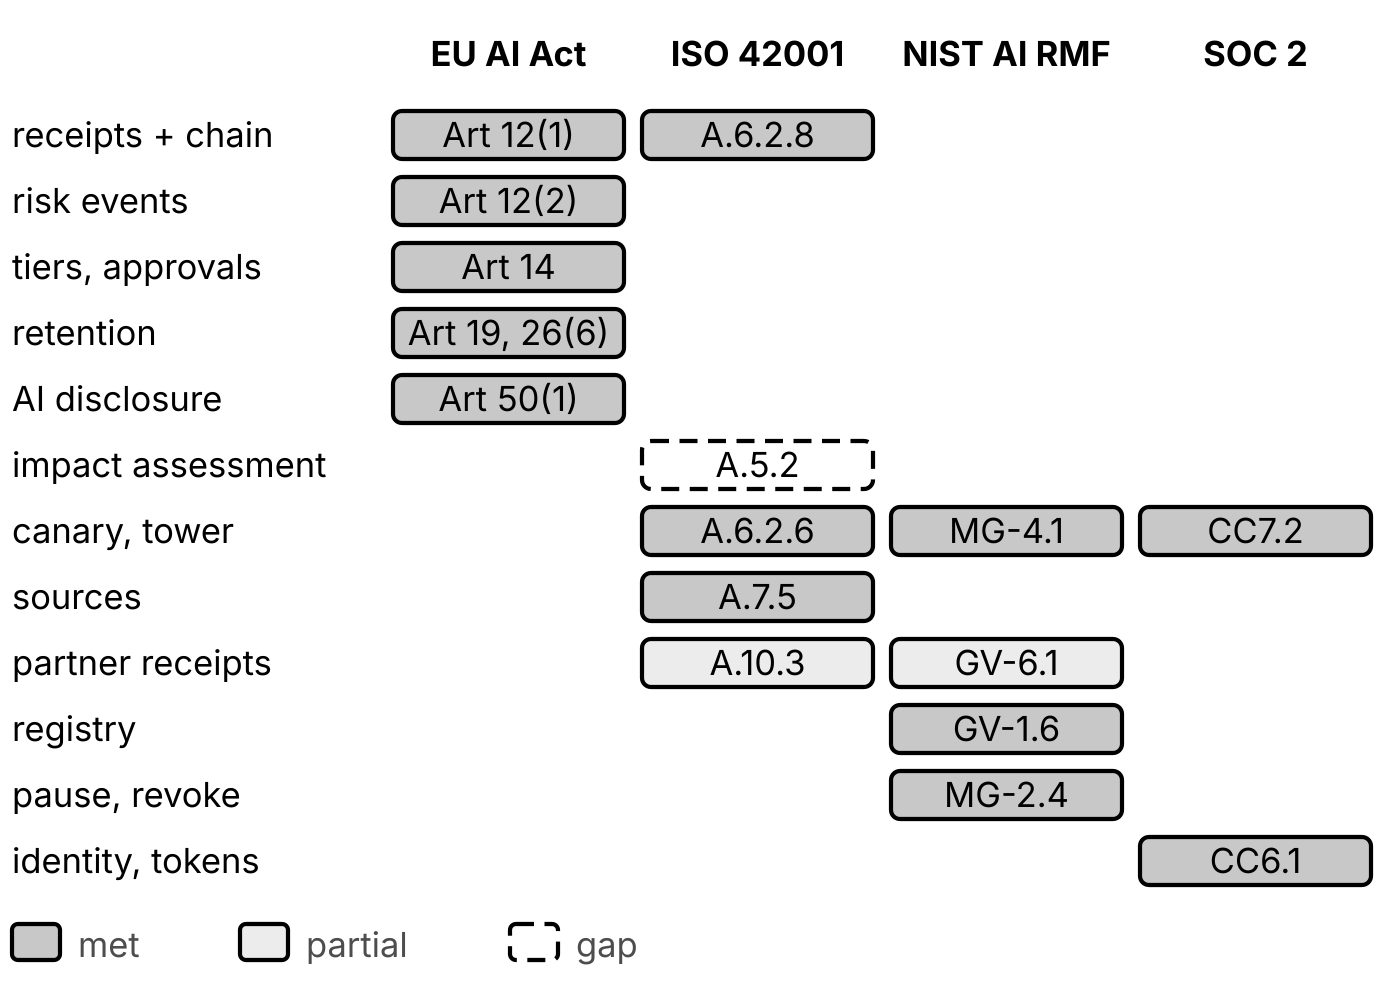 EU AI Act ISO 42001 NIST AI RMF SOC 2
receipts + chain Art 12(1) A.6.2.8
risk events Art 12(2)
tiers, approvals Art 14
retention Art 19, 26(6)
AI disclosure Art 50(1)
impact assessment A.5.2
canary, tower A.6.2.6 MG-4.1 CC7.2
sources A.7.5
partner receipts A.10.3 GV-6.1
registry GV-1.6
pause, revoke MG-2.4
identity, tokens CC6.1
met partial gap